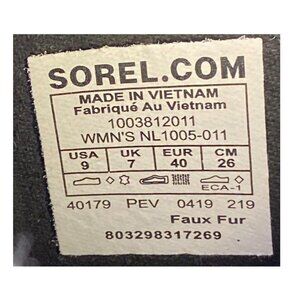 SOREL.COM
MADE IN VIETNAM
Fabriqué Au Vietnam
1003812011
WMN'S NL1005-011
USA UK EUR CM
9 7 40 26
ECA-1
40179 PEV 0419 219
Faux Fur
803298317269